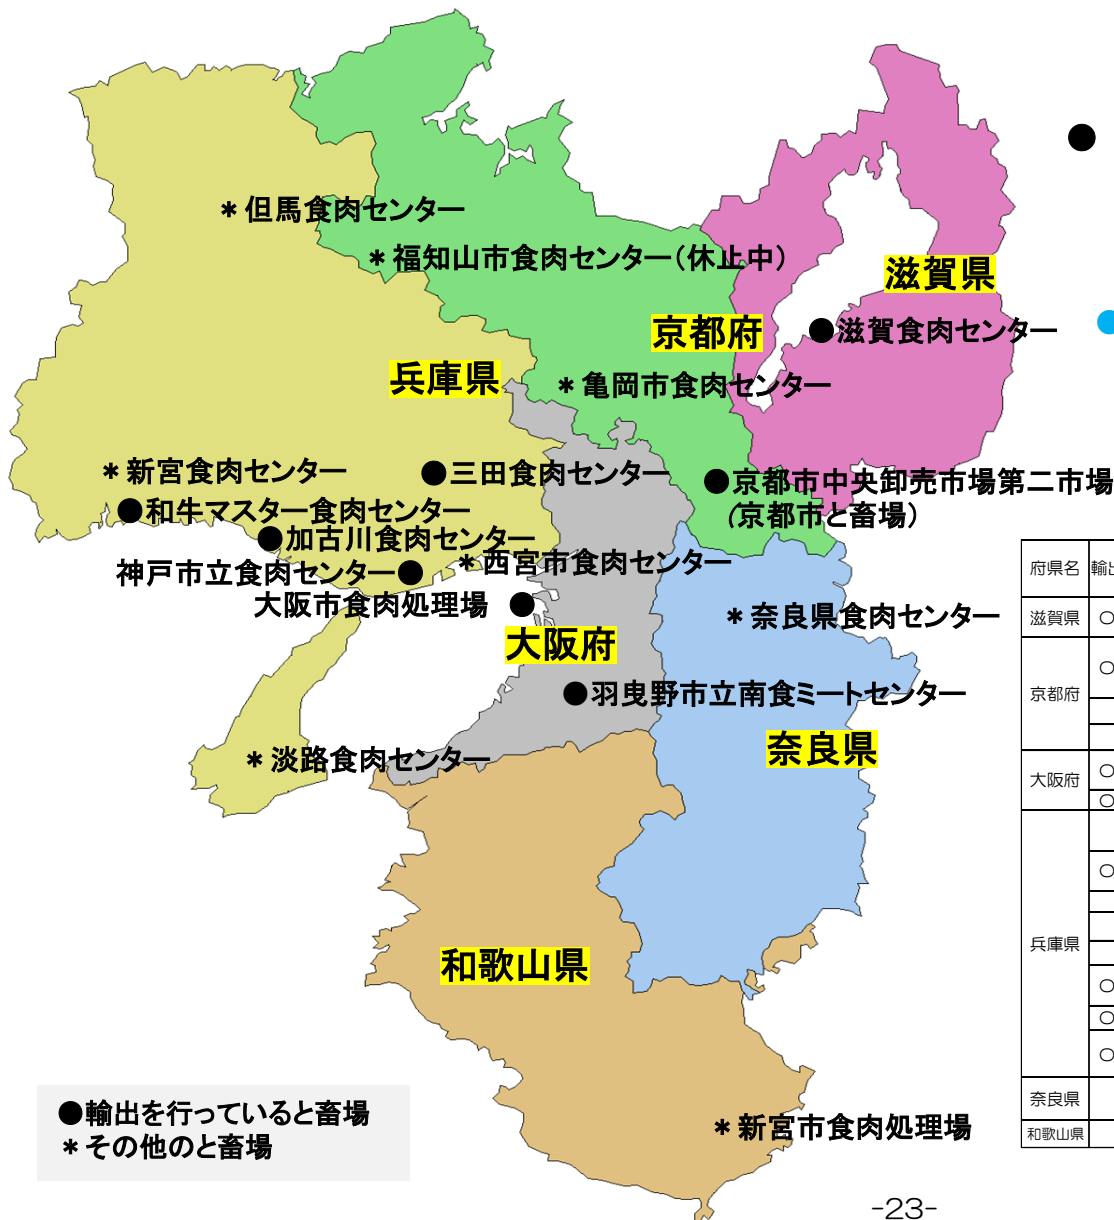 ＊但馬食肉センター
＊福知山市食肉センター（休止中）
滋賀県
京都府
●滋賀食肉センター
兵庫県
＊亀岡市食肉センター
＊新宮食肉センター
●三田食肉センター
●京都市中央卸売市場第二市場
（京都市と畜場）
●和牛マスター食肉センター
●加古川食肉センター
＊西宮市食肉センター
神戸市立食肉センター●
大阪市食肉処理場●
大阪府
＊奈良県食肉センター
●羽曳野市立南食ミートセンター
奈良県
＊淡路食肉センター
和歌山県
＊新宮市食肉処理場
●輸出を行っていると畜場
＊その他のと畜場
府県名 輸出
滋賀県 ○
京都府 ○
大阪府 ○
○
兵庫県 ○
○
○
○
奈良県
和歌山県
-23-